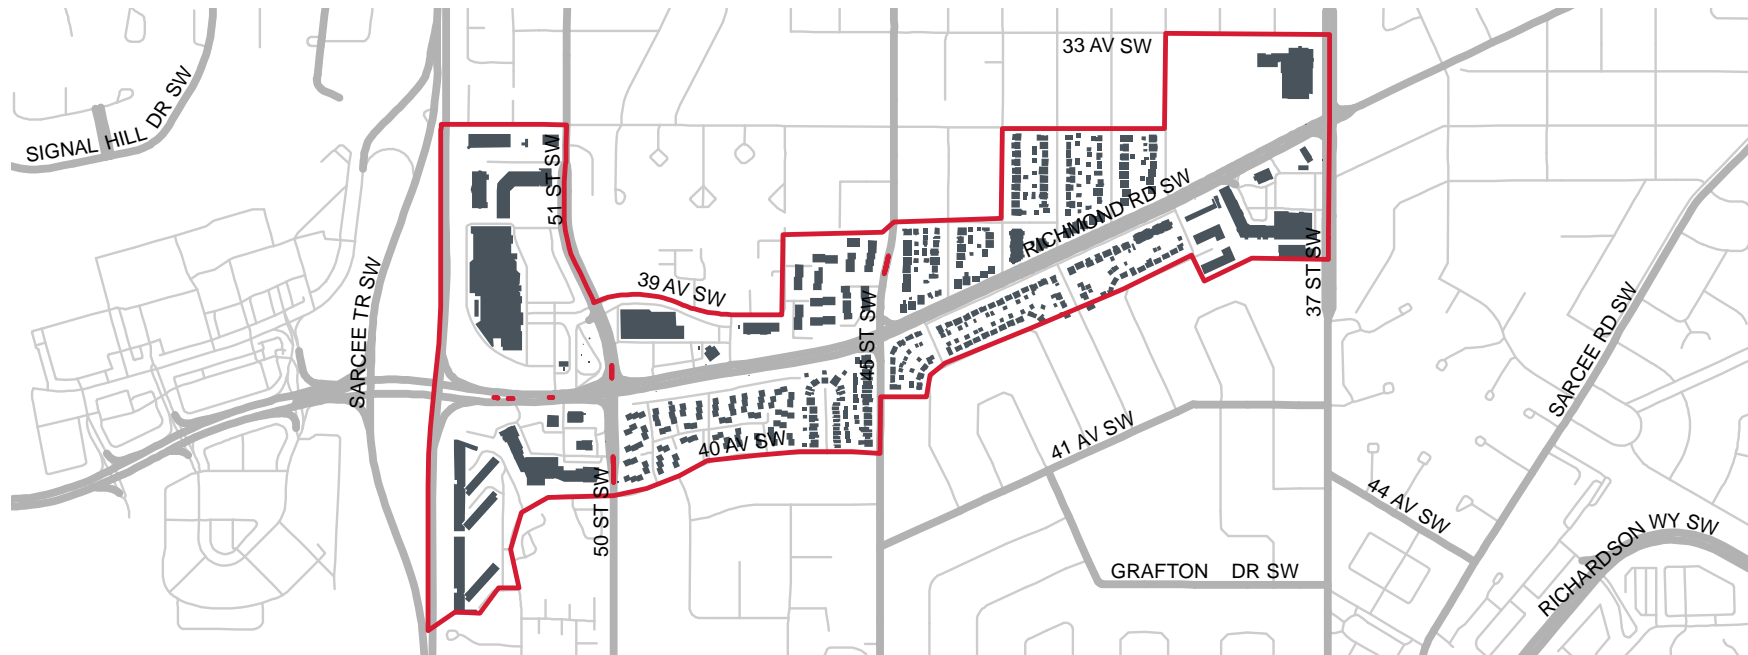 33 AV SW
SIGNAL HILL DR SW
51 ST SW
RICHMOND RD SW
37 ST SW
39 AV SW
SARCEE TR SW
45 ST SW
SARCEE RD SW
40 AV SW
41 AV SW
50 ST SW
44 AV SW
RICHARDSON WY SW
GRAFTON DR SW